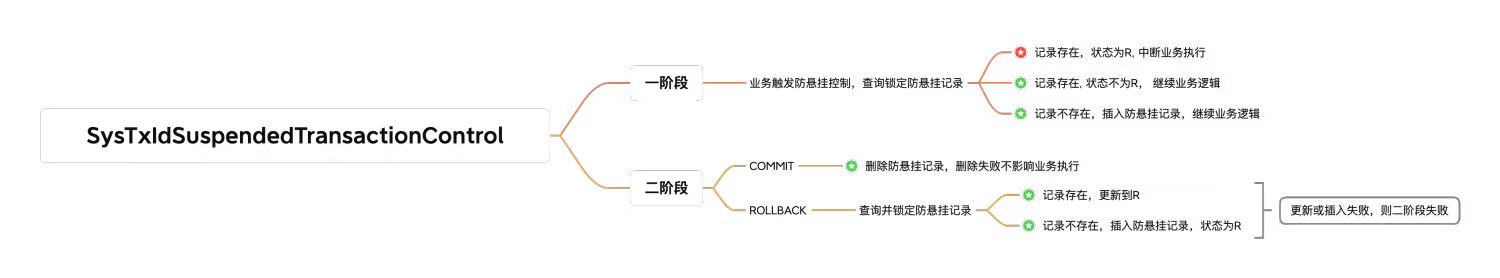 SysTxIdSuspendedTransactionControl
一阶段
业务触发防悬挂控制，查询锁定防悬挂记录
记录存在，状态为R, 中断业务执行
记录存在, 状态不为R， 继续业务逻辑
记录不存在，插入防悬挂记录，继续业务逻辑
二阶段
COMMIT
删除防悬挂记录，删除失败不影响业务执行
ROLLBACK
查询并锁定防悬挂记录
记录存在，更新到R
记录不存在，插入防悬挂记录，状态为R
更新或插入失败，则二阶段失败